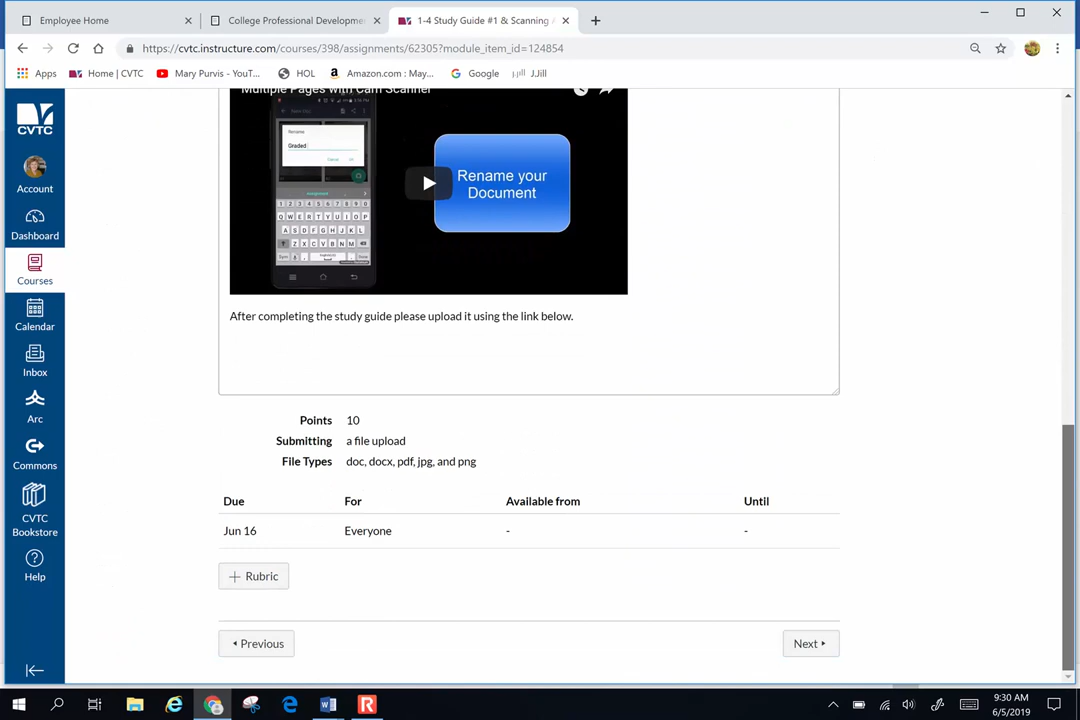 Employee Home
College Professional Developme
1-4 Study Guide #1 & Scanning
https://cvtc.instructure.com/courses/398/assignments/62305?module_item_id=124854
Apps
Home | CVTC
Mary Purvis - YouT...
HOL
Amazon.com : My...
Google
J.Jill
CVTC
Account
Dashboard
Courses
Calendar
Inbox
Arc
Commons
CVTC
Bookstore
Help
Multiple Pages with Cam Scanner
Rename
Graded
Rename your
Document
After completing the study guide please upload it using the link below.
Points 10
Submitting a file upload
File Types doc, docx, pdf, jpg, and png
Due For Available from Until
Jun 16 Everyone - -
+ Rubric
Previous
Next
9:30 AM
6/5/2019